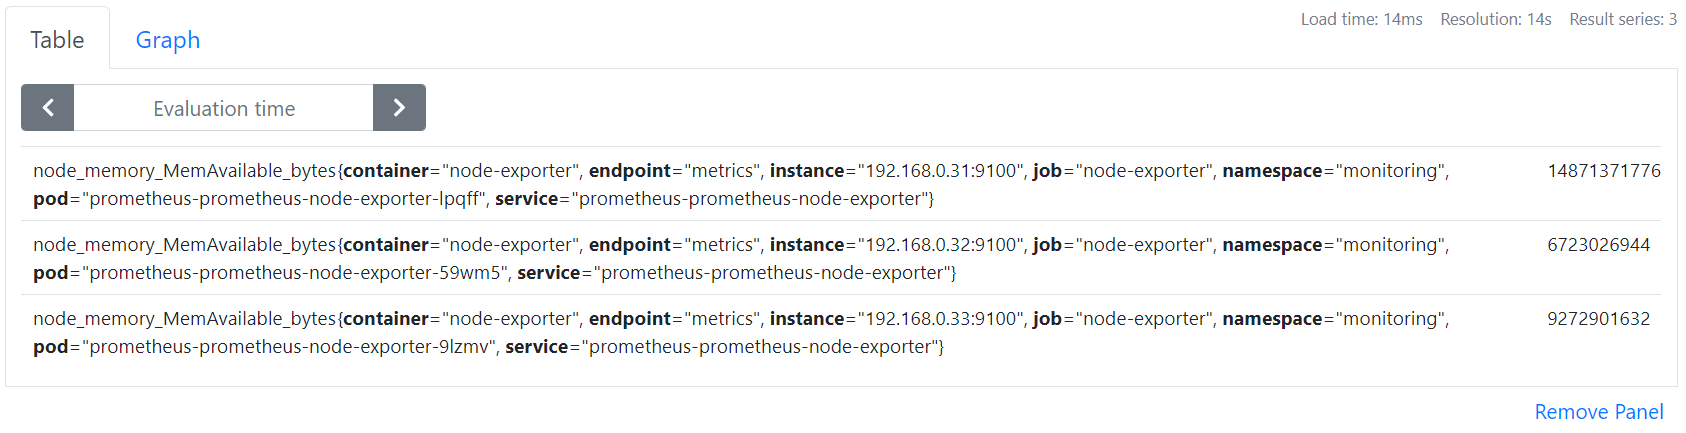 Load time: 14ms Resolution: 14s Result series: 3
Table Graph
Evaluation time
node_memory_MemAvailable_bytes{container="node-exporter", endpoint="metrics", instance="192.168.0.31:9100", job="node-exporter", namespace="monitoring", 14871371776
pod="prometheus-prometheus-node-exporter-lpqff", service="prometheus-prometheus-node-exporter"}
node_memory_MemAvailable_bytes{container="node-exporter", endpoint="metrics", instance="192.168.0.32:9100", job="node-exporter", namespace="monitoring", 6723026944
pod="prometheus-prometheus-node-exporter-59wm5", service="prometheus-prometheus-node-exporter"}
node_memory_MemAvailable_bytes{container="node-exporter", endpoint="metrics", instance="192.168.0.33:9100", job="node-exporter", namespace="monitoring", 9272901632
pod="prometheus-prometheus-node-exporter-9lzmv", service="prometheus-prometheus-node-exporter"}
Remove Panel